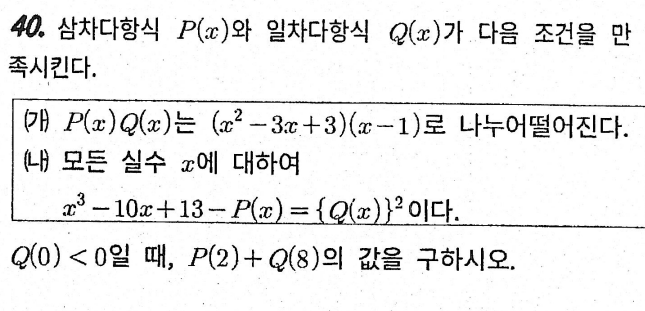 40. 삼차다항식 P(x)와 일차다항식 Q(x)가 다음 조건을 만
족시킨다.
㈎ P(x)Q(x)는 (x²-3x+3)(x-1)로 나누어떨어진다.
㈏ 모든 실수 x에 대하여
x³-10x+13-P(x)={Q(x)}²이다.
Q(0)<0일 때, P(2)+Q(8)의 값을 구하시오.